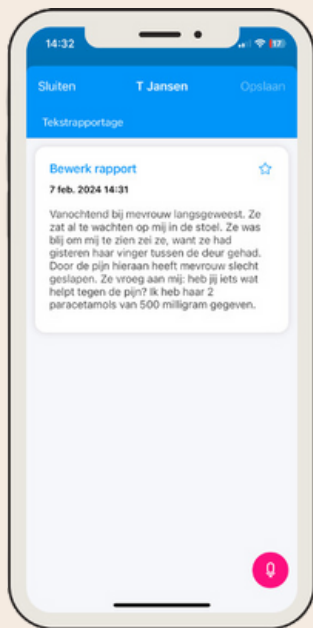 14:32
17
Sluiten T Jansen Opslaan
Tekstrapportage
Bewerk rapport
7 feb. 2024 14:31
Vanochtend bij mevrouw langsgeweest. Ze
zat al te wachten op mij in de stoel. Ze was
blij om mij te zien zei ze, want ze had
gisteren haar vinger tussen de deur gehad.
Door de pijn hieraan heeft mevrouw slecht
geslapen. Ze vroeg aan mij: heb jij iets wat
helpt tegen de pijn? Ik heb haar 2
paracetamols van 500 milligram gegeven.